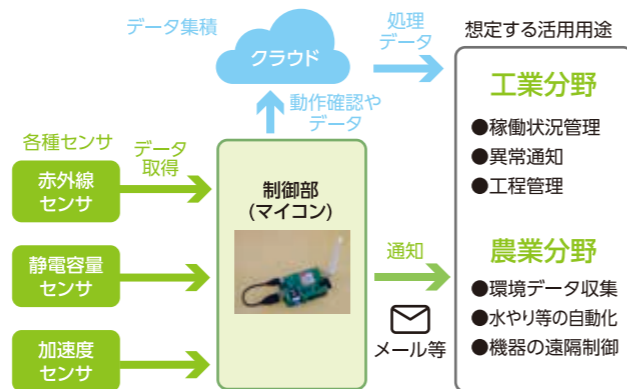 データ集積
クラウド
処理
データ
想定する活用用途
動作確認や
データ
各種センサ
データ
取得
赤外線
センサ
静電容量
センサ
加速度
センサ
制御部
(マイコン)
通知
メール等
工業分野
●稼働状況管理
●異常通知
●工程管理
農業分野
●環境データ収集
●水やり等の自動化
●機器の遠隔制御